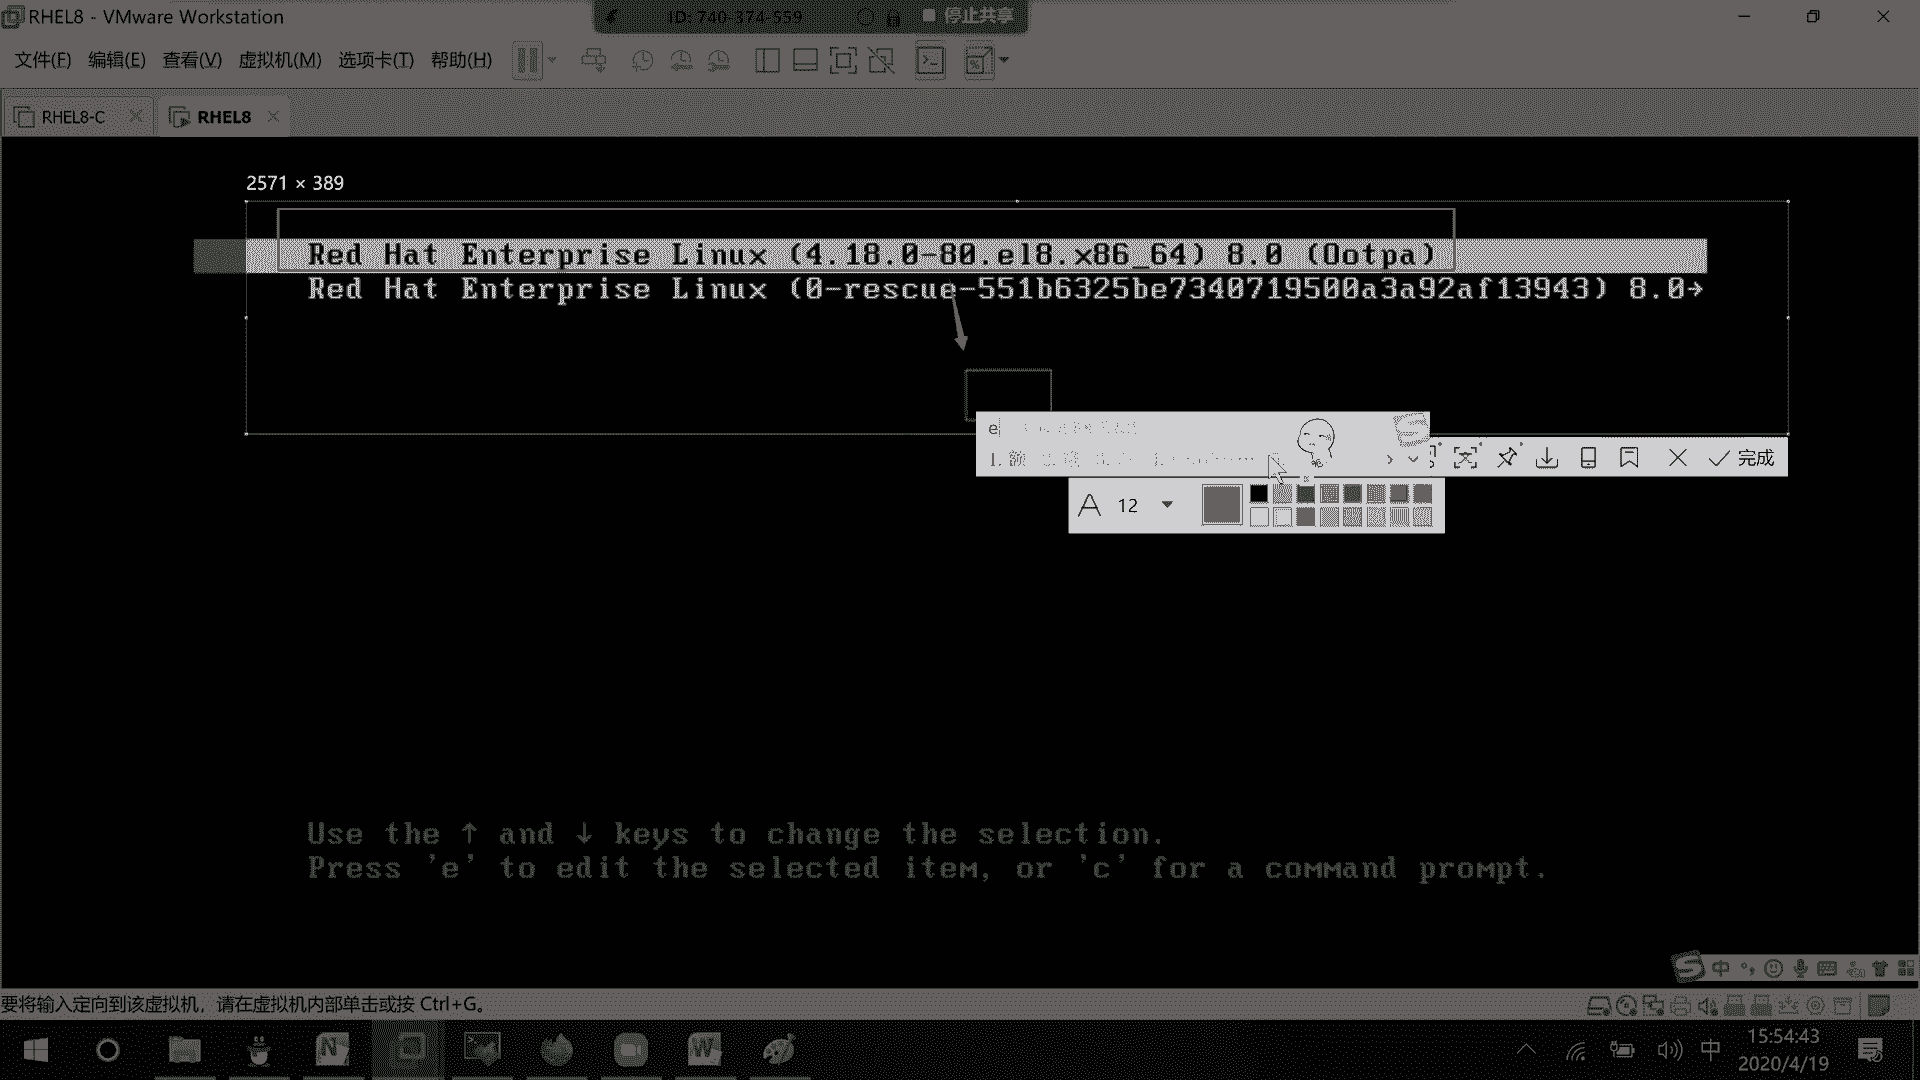 RHEL8 - VMware Workstation
ID: 740-374-559
停止共享
文件(F) 编辑(E) 查看(V) 虚拟机(M) 选项卡(T) 帮助(H)
RHEL8-C
RHEL8
2571 × 389
Red Hat Enterprise Linux (4.18.0-80.el8.x86_64) 8.0 (Ootpa)
Red Hat Enterprise Linux (0-rescue-551b6325be7340719500a3a92af13943) 8.0→
e
1. 额
完成
A 12
Use the ↑ and ↓ keys to change the selection.
Press 'e' to edit the selected item, or 'c' for a command prompt.
中
要将输入定向到该虚拟机，请在虚拟机内部单击或按 Ctrl+G。
中
15:54:43
2020/4/19